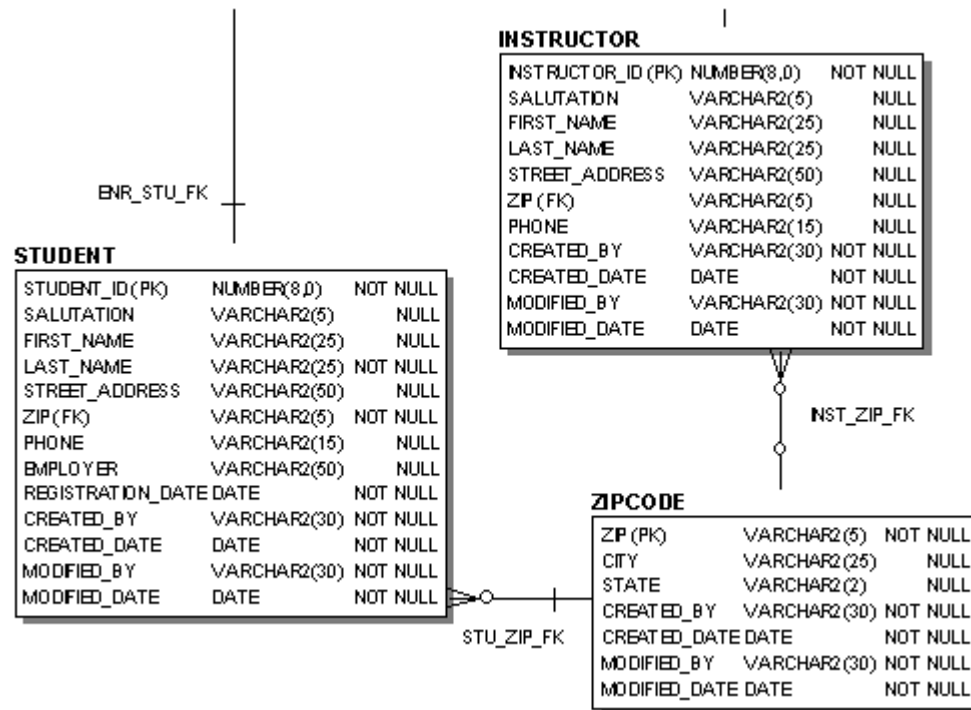 INSTRUCTOR
INSTRUCTOR_ID (PK) NUMBER(8,0) NOT NULL
SALUTATION VARCHAR2(5) NULL
FIRST_NAME VARCHAR2(25) NULL
LAST_NAME VARCHAR2(25) NULL
STREET_ADDRESS VARCHAR2(50) NULL
ZIP (FK) VARCHAR2(5) NULL
PHONE VARCHAR2(15) NULL
CREATED_BY VARCHAR2(30) NOT NULL
CREATED_DATE DATE NOT NULL
MODIFIED_BY VARCHAR2(30) NOT NULL
MODIFIED_DATE DATE NOT NULL
ENR_STU_FK
STUDENT
STUDENT_ID (PK) NUMBER(8,0) NOT NULL
SALUTATION VARCHAR2(5) NULL
FIRST_NAME VARCHAR2(25) NULL
LAST_NAME VARCHAR2(25) NOT NULL
STREET_ADDRESS VARCHAR2(50) NULL
ZIP (FK) VARCHAR2(5) NOT NULL
PHONE VARCHAR2(15) NULL
EMPLOYER VARCHAR2(50) NULL
REGISTRATION_DATE DATE NOT NULL
CREATED_BY VARCHAR2(30) NOT NULL
CREATED_DATE DATE NOT NULL
MODIFIED_BY VARCHAR2(30) NOT NULL
MODIFIED_DATE DATE NOT NULL
INST_ZIP_FK
STU_ZIP_FK
ZIPCODE
ZIP (PK) VARCHAR2(5) NOT NULL
CITY VARCHAR2(25) NULL
STATE VARCHAR2(2) NULL
CREATED_BY VARCHAR2(30) NOT NULL
CREATED_DATE DATE NOT NULL
MODIFIED_BY VARCHAR2(30) NOT NULL
MODIFIED_DATE DATE NOT NULL